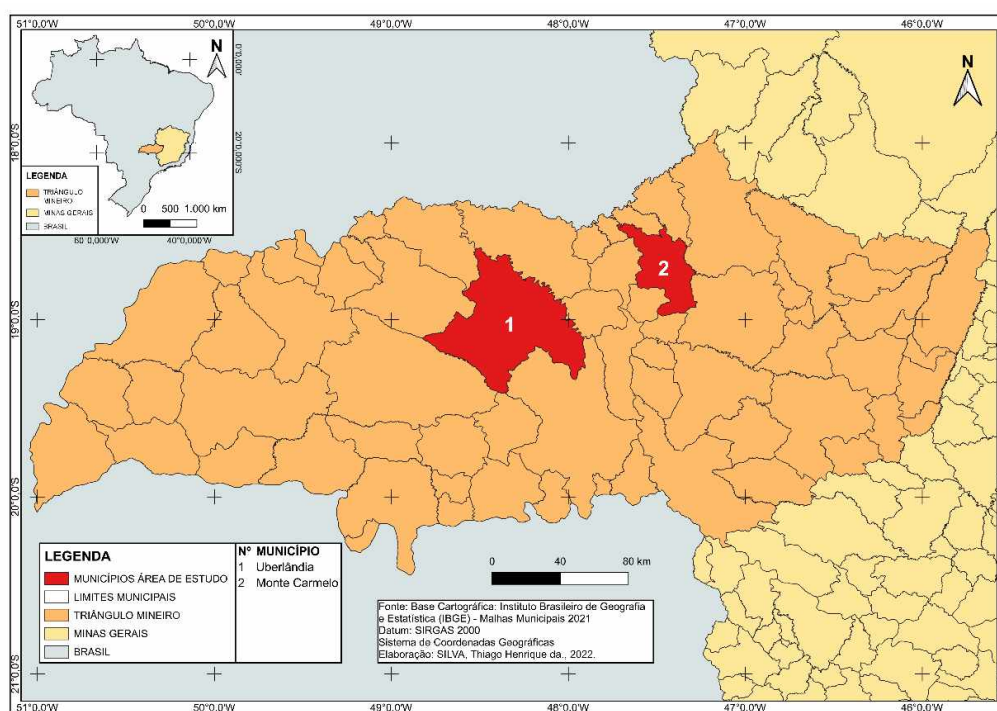 51°0.0'W 50°0.0'W 49°0.0'W 48°0.0'W 47°0.0'W 46°0.0'W
N
0°0,000'
20°0,000'S
LEGENDA
TRIÂNGULO
MINEIRO
MINAS GERAIS
BRASIL
0 500 1.000 km
60°0,000'W 40°0,000'W
N
18°0.0'S
19°0.0'S
20°0.0'S
21°0.0'S
1
2
LEGENDA
MUNICÍPIOS ÁREA DE ESTUDO
LIMITES MUNICIPAIS
TRIÂNGULO MINEIRO
MINAS GERAIS
BRASIL
Nº MUNICÍPIO
1 Uberlândia
2 Monte Carmelo
0 40 80 km
Fonte: Base Cartográfica: Instituto Brasileiro de Geografia
e Estatística (IBGE) - Malhas Municipais 2021
Datum: SIRGAS 2000
Sistema de Coordenadas Geográficas
Elaboração: SILVA, Thiago Henrique da., 2022.
51°0.0'W 50°0.0'W 49°0.0'W 48°0.0'W 47°0.0'W 46°0.0'W